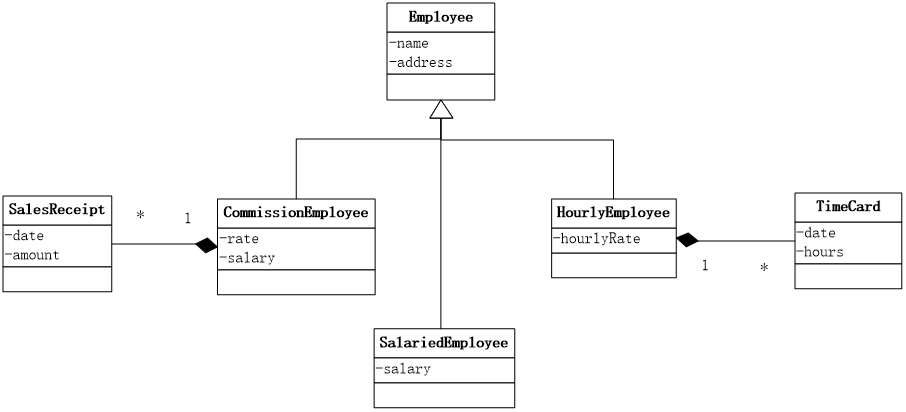 Employee
-name
-address
SalesReceipt
-date
-amount
*
1
CommissionEmployee
-rate
-salary
HourlyEmployee
-hourlyRate
1
*
TimeCard
-date
-hours
SalariedEmployee
-salary